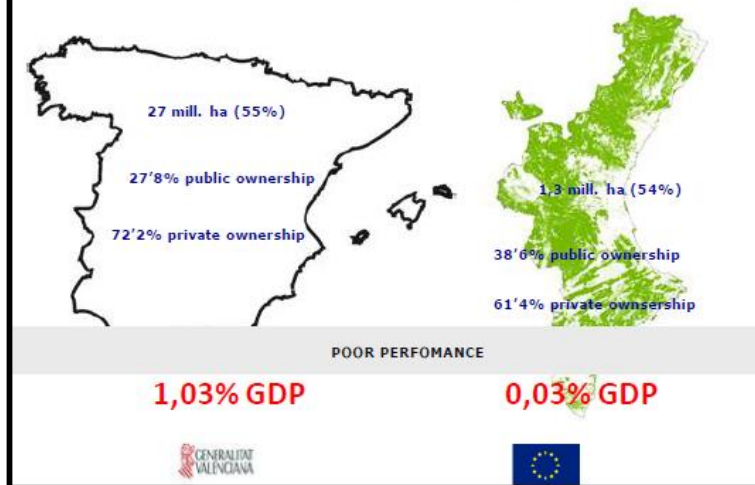 27 mill. ha (55%)
27'8% public ownership
72'2% private ownership
1,3 mill. ha (54%)
38'6% public ownership
61'4% private ownsership
POOR PERFOMANCE
1,03% GDP
0,03% GDP
GENERALITAT
VALENCIANA